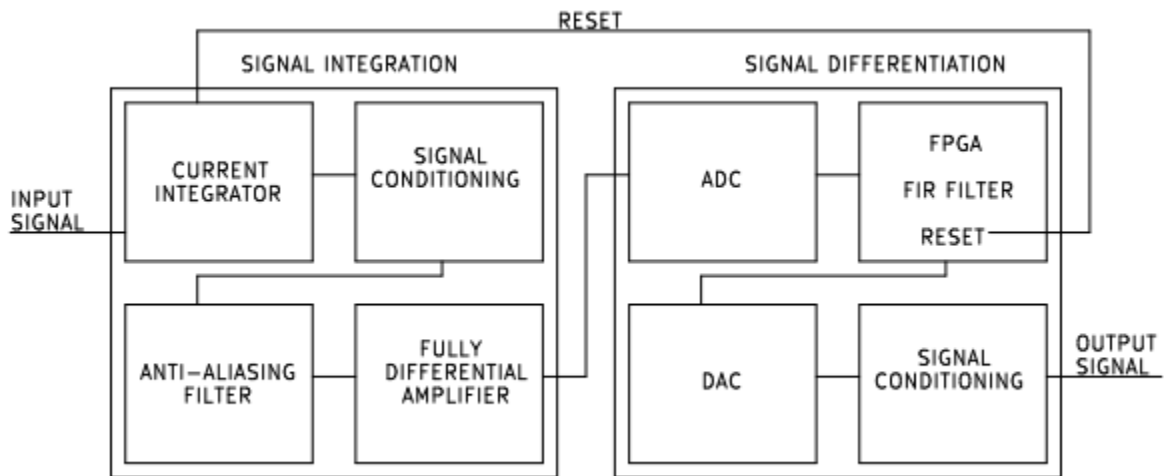 RESET
SIGNAL INTEGRATION
SIGNAL DIFFERENTIATION
INPUT
SIGNAL
CURRENT
INTEGRATOR
SIGNAL
CONDITIONING
ANTI-ALIASING
FILTER
FULLY
DIFFERENTIAL
AMPLIFIER
ADC
FPGA
FIR FILTER
RESET
DAC
SIGNAL
CONDITIONING
OUTPUT
SIGNAL